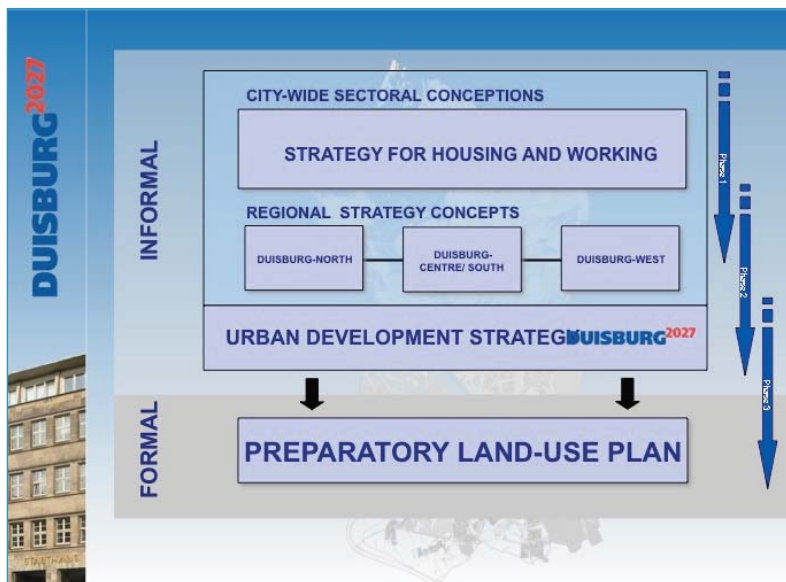 DUISBURG2027
INFORMAL
CITY-WIDE SECTORAL CONCEPTIONS
STRATEGY FOR HOUSING AND WORKING
REGIONAL STRATEGY CONCEPTS
DUISBURG-NORTH
DUISBURG-
CENTRE/ SOUTH
DUISBURG-WEST
URBAN DEVELOPMENT STRATEGY DUISBURG2027
FORMAL
PREPARATORY LAND-USE PLAN
Phase 1
Phase 2
Phase 3